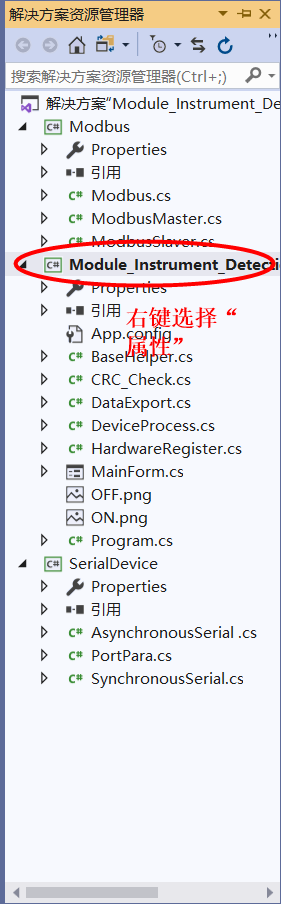 解决方案资源管理器
搜索解决方案资源管理器(Ctrl+;)
解决方案"Module_Instrument_De
Modbus
Properties
引用
Modbus.cs
ModbusMaster.cs
ModbusSlaver.cs
Module_Instrument_Detecti
Properties
引用
右键选择“
属性”
App.config
BaseHelper.cs
CRC_Check.cs
DataExport.cs
DeviceProcess.cs
HardwareRegister.cs
MainForm.cs
OFF.png
ON.png
Program.cs
SerialDevice
Properties
引用
AsynchronousSerial .cs
PortPara.cs
SynchronousSerial.cs